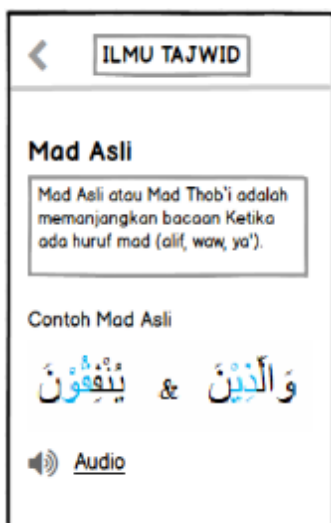 ILMU TAJWID
Mad Asli
Mad Asli atau Mad Thob'i adalah
memanjangkan bacaan Ketika
ada huruf mad (alif, waw, ya').
Contoh Mad Asli
وَالَّذِيْنَ & يُنْفِقُوْنَ
Audio